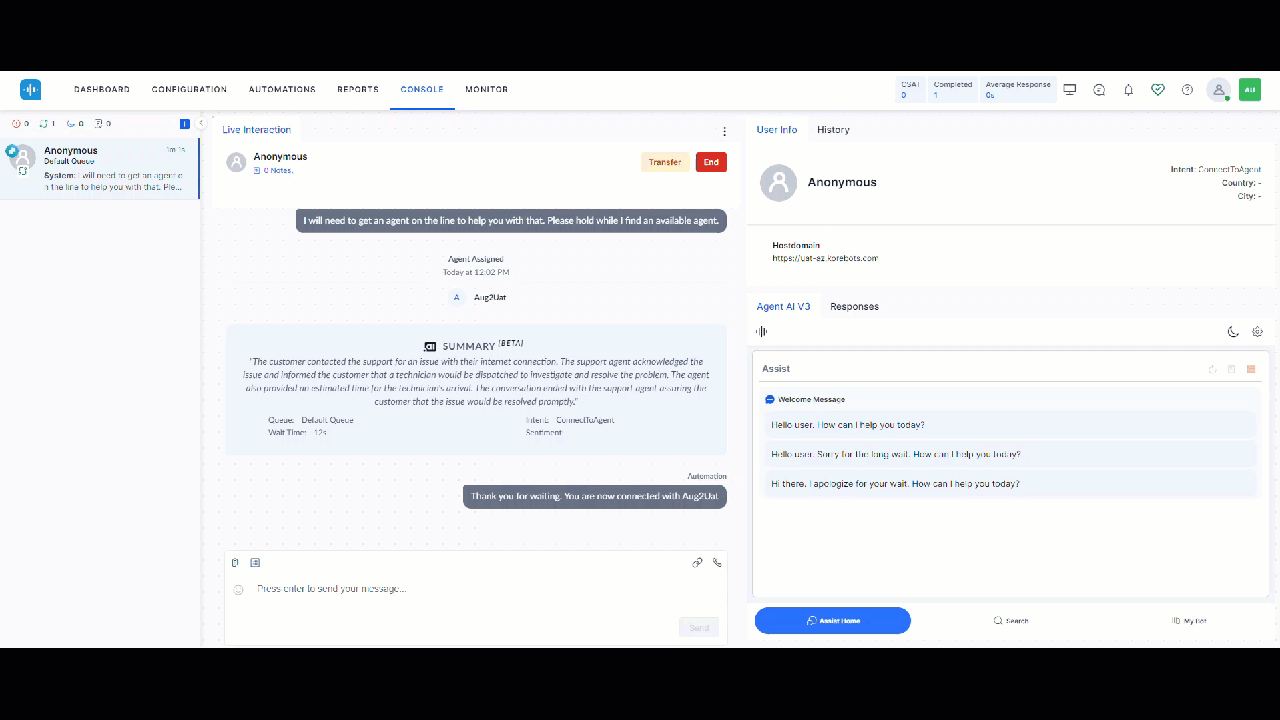 DASHBOARD CONFIGURATION AUTOMATIONS REPORTS CONSOLE MONITOR
CSAT 0
Completed 1
Average Response 0s
AU
0 1 0 0
Anonymous 1m 1s
Default Queue
System: I will need to get an agent o
n the line to help you with that. Ple...
Live Interaction
Anonymous
0 Notes.
Transfer End
I will need to get an agent on the line to help you with that. Please hold while I find an available agent.
Agent Assigned
Today at 12:02 PM
A Aug2Uat
SUMMARY [BETA]
"The customer contacted the support for an issue with their internet connection. The support agent acknowledged the
issue and informed the customer that a technician would be dispatched to investigate and resolve the problem. The agent
also provided an estimated time for the technician's arrival. The conversation ended with the support agent assuring the
customer that the issue would be resolved promptly."
Queue: Default Queue Intent: ConnectToAgent
Wait Time: 12s Sentiment:
Automation
Thank you for waiting. You are now connected with Aug2Uat
Press enter to send your message...
Send
User Info History
Anonymous
Intent: ConnectToAgent
Country: -
City: -
Hostdomain
https://uat-az.korebots.com
Agent AI V3 Responses
Assist
Welcome Message
Hello user. How can I help you today?
Hello user. Sorry for the long wait. How can I help you today?
Hi there. I apologize for your wait. How can I help you today?
Assist Home Search My Bot